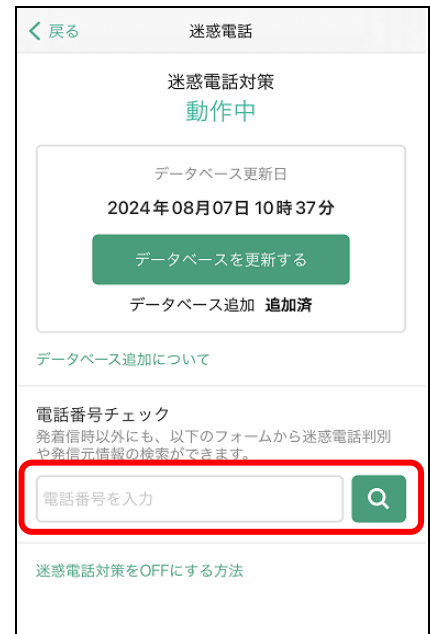 戻る
迷惑電話
迷惑電話対策
動作中
データベース更新日
2024年08月07日10時37分
データベースを更新する
データベース追加 追加済
データベース追加について
電話番号チェック
発着信時以外にも、以下のフォームから迷惑電話判別
や発信元情報の検索ができます。
電話番号を入力
迷惑電話対策をOFFにする方法